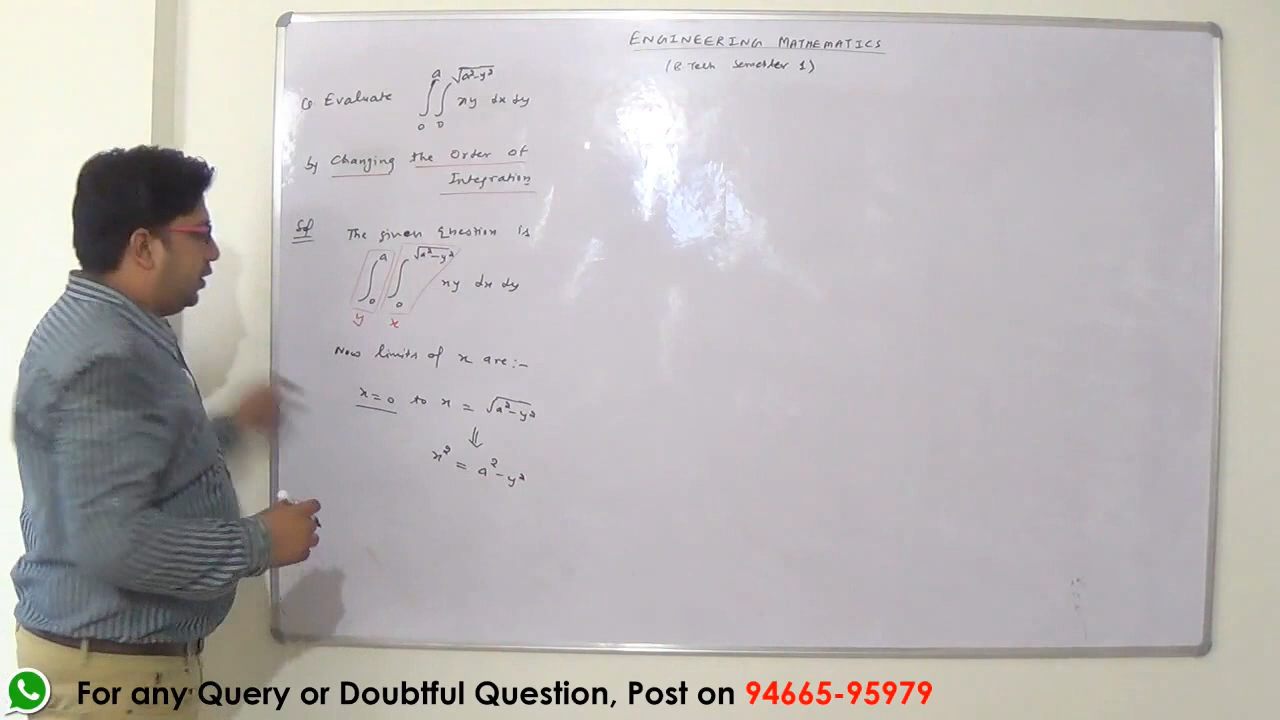 ENGINEERING MATHEMATICS
(B.Tech Semester 1)
Q Evaluate ∫₀ᵃ ∫₀^√(a²-y²) xy dx dy
by Changing the Order of
Integration
Sol The given Question is
∫₀ᵃ ∫₀^√(a²-y²) xy dx dy
y x
Now limits of x are:-
x = 0 to x = √(a²-y²)
⇓
x² = a² - y²
For any Query or Doubtful Question, Post on 94665-95979